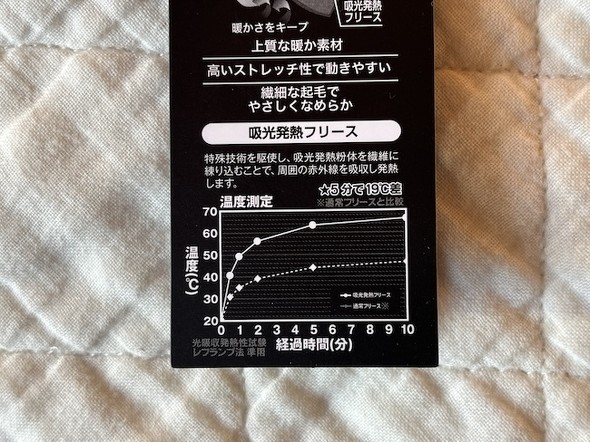 吸光発熱
フリース
暖かさをキープ
上質な暖か素材
高いストレッチ性で動きやすい
繊細な起毛で
やさしくなめらか
吸光発熱フリース
特殊技術を駆使し、吸光発熱粉体を繊維に
練り込むことで、周囲の赤外線を吸収し発熱
します。
★5分で19℃差
温度測定 ※通常フリースと比較
温度(℃)
70
60
50
40
30
20
吸光発熱フリース
通常フリース※
0 1 2 3 4 5 6 7 8 9 10
経過時間(分)
光吸収発熱性試験
レフランプ法 準用